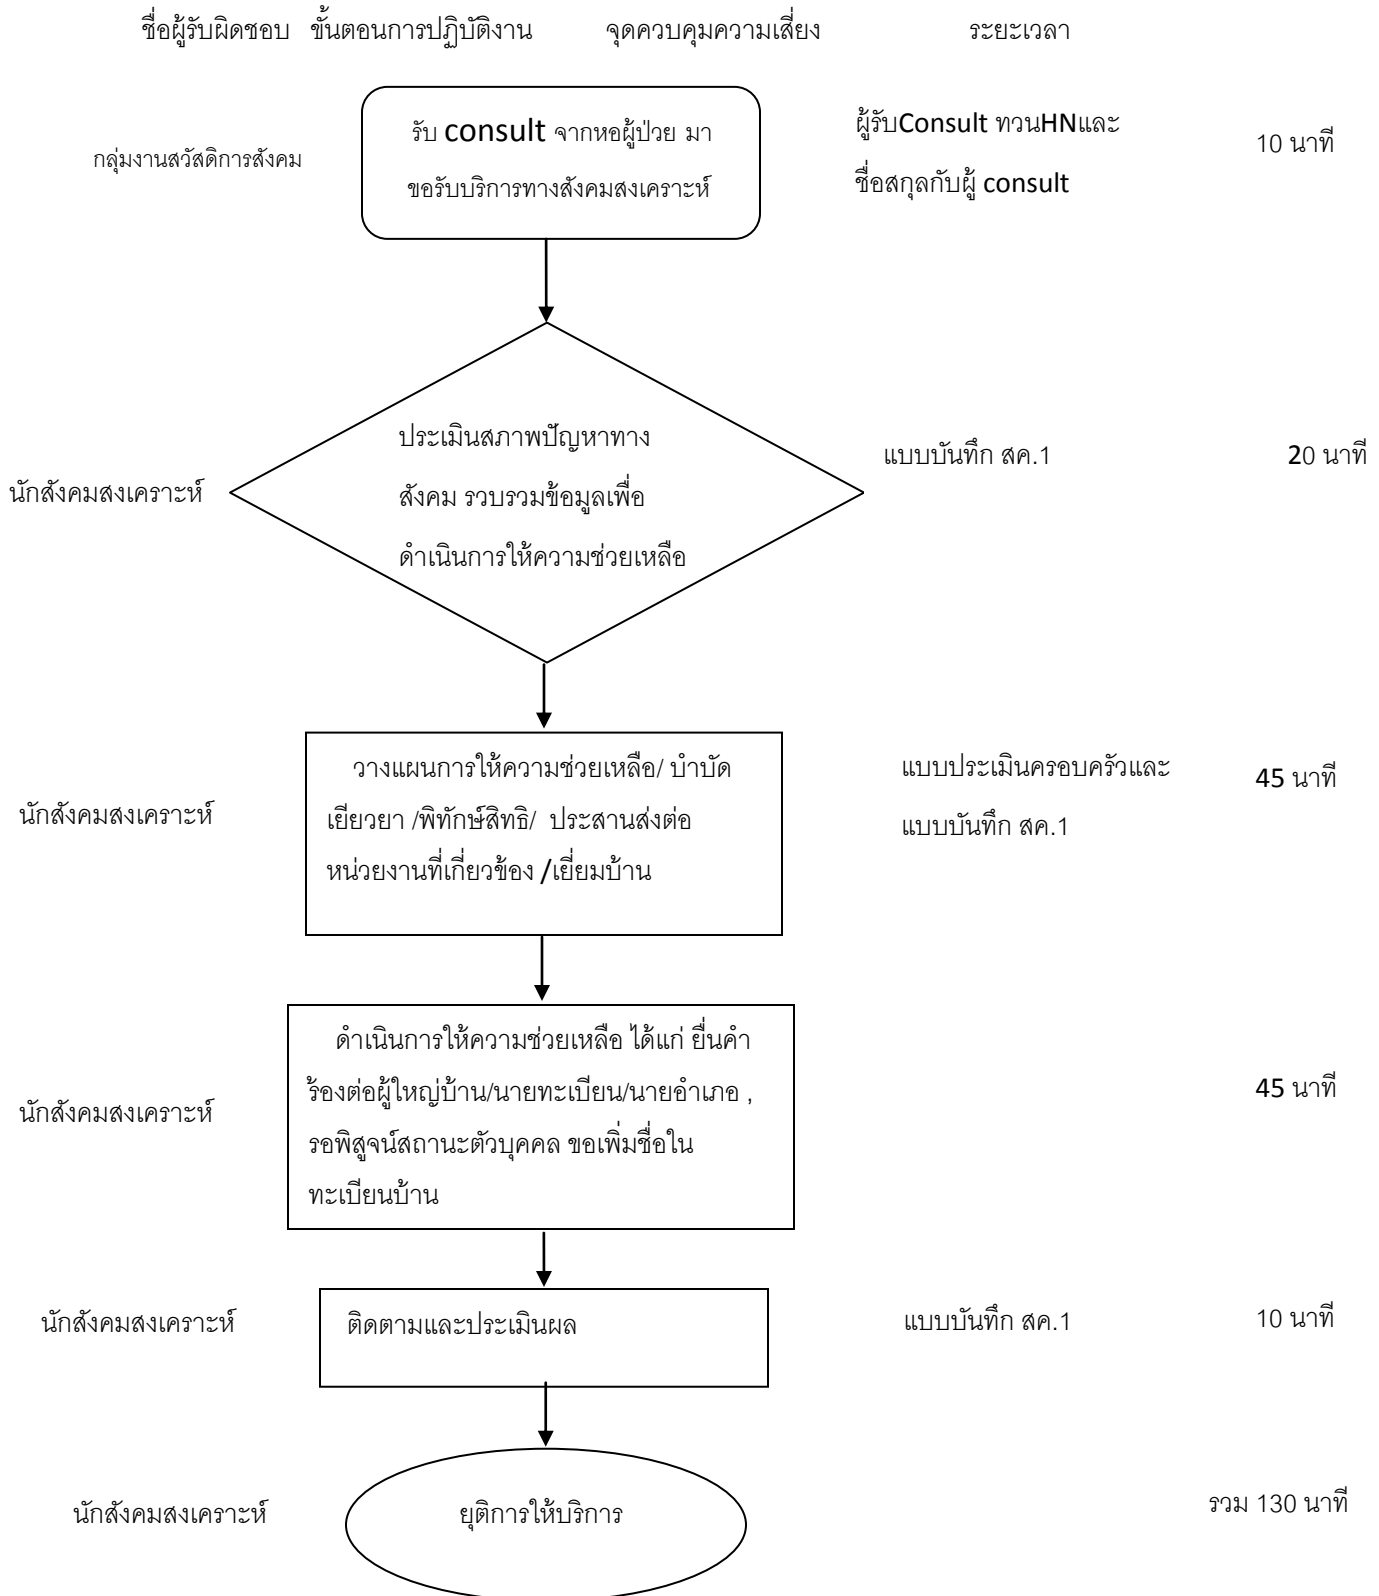 ชื่อผู้รับผิดชอบ ขั้นตอนการปฏิบัติงาน จุดควบคุมความเสี่ยง ระยะเวลา
กลุ่มงานสวัสดิการสังคม
รับ consult จากหอผู้ป่วย มา
ขอรับบริการทางสังคมสงเคราะห์
ผู้รับConsult ทวนHNและ
ชื่อสกุลกับผู้ consult
10 นาที
นักสังคมสงเคราะห์
ประเมินสภาพปัญหาทาง
สังคม รวบรวมข้อมูลเพื่อ
ดำเนินการให้ความช่วยเหลือ
แบบบันทึก สค.1
20 นาที
นักสังคมสงเคราะห์
วางแผนการให้ความช่วยเหลือ/ บำบัด
เยียวยา /พิทักษ์สิทธิ/ ประสานส่งต่อ
หน่วยงานที่เกี่ยวข้อง /เยี่ยมบ้าน
แบบประเมินครอบครัวและ
แบบบันทึก สค.1
45 นาที
นักสังคมสงเคราะห์
ดำเนินการให้ความช่วยเหลือ ได้แก่ ยื่นคำ
ร้องต่อผู้ใหญ่บ้าน/นายทะเบียน/นายอำเภอ ,
รอพิสูจน์สถานะตัวบุคคล ขอเพิ่มชื่อใน
ทะเบียนบ้าน
45 นาที
นักสังคมสงเคราะห์
ติดตามและประเมินผล
แบบบันทึก สค.1
10 นาที
นักสังคมสงเคราะห์
ยุติการให้บริการ
รวม 130 นาที